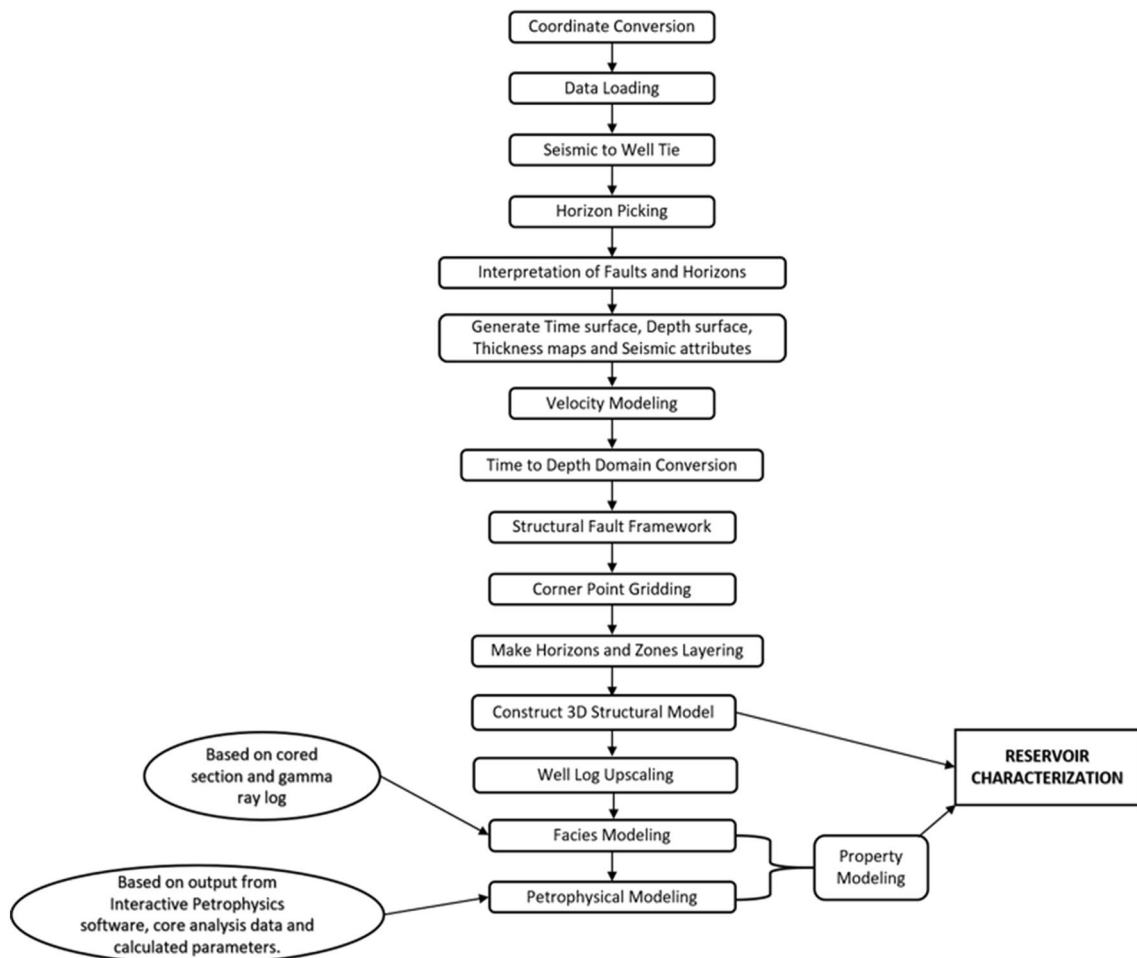 Coordinate Conversion
Data Loading
Seismic to Well Tie
Horizon Picking
Interpretation of Faults and Horizons
Generate Time surface, Depth surface,
Thickness maps and Seismic attributes
Velocity Modeling
Time to Depth Domain Conversion
Structural Fault Framework
Corner Point Gridding
Make Horizons and Zones Layering
Construct 3D Structural Model
Well Log Upscaling
Facies Modeling
Petrophysical Modeling
Based on cored
section and gamma
ray log
Based on output from
Interactive Petrophysics
software, core analysis data and
calculated parameters.
Property
Modeling
RESERVOIR
CHARACTERIZATION